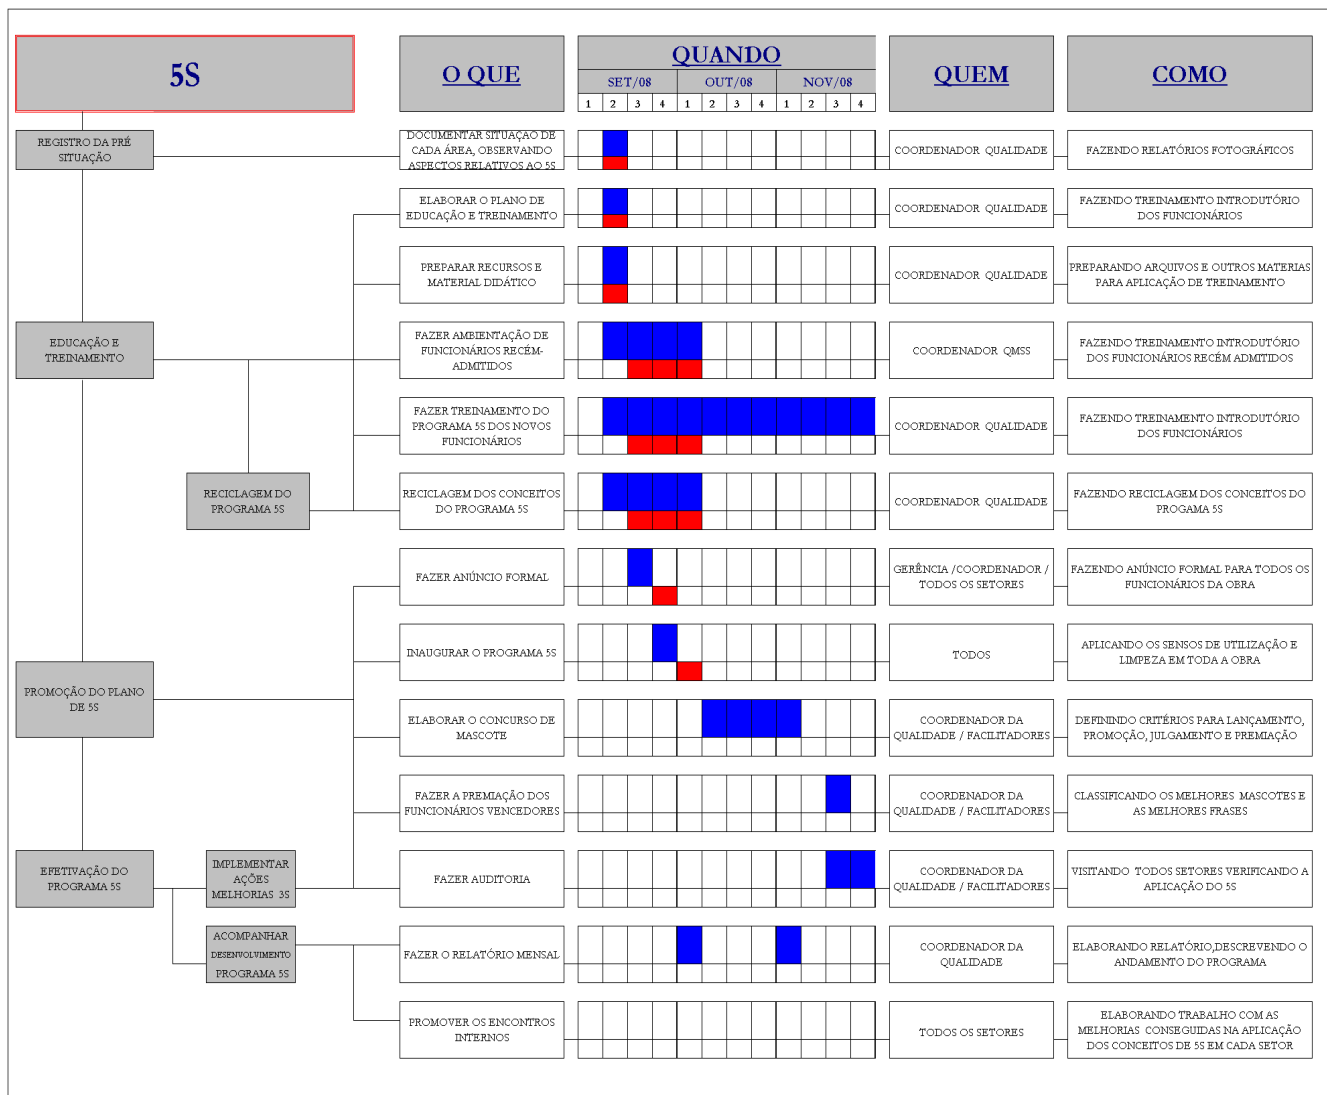 5S
O QUE
QUANDO
QUEM
COMO
SET/08
OUT/08
NOV/08
1 2 3 4 1 2 3 4 1 2 3 4
REGISTRO DA PRÉ
SITUAÇÃO
DOCUMENTAR SITUAÇAO DE
CADA ÁREA, OBSERVANDO
ASPECTOS RELATIVOS AO 5S
COORDENADOR QUALIDADE
FAZENDO RELATÓRIOS FOTOGRÁFICOS
ELABORAR O PLANO DE
EDUCAÇÃO E TREINAMENTO
COORDENADOR QUALIDADE
FAZENDO TREINAMENTO INTRODUTÓRIO
DOS FUNCIONÁRIOS
PREPARAR RECURSOS E
MATERIAL DIDÁTICO
COORDENADOR QUALIDADE
PREPARANDO ARQUIVOS E OUTROS MATERIAS
PARA APLICAÇÃO DE TREINAMENTO
EDUCAÇÃO E
TREINAMENTO
FAZER AMBIENTAÇÃO DE
FUNCIONÁRIOS RECÉM-
ADMITIDOS
COORDENADOR QMSS
FAZENDO TREINAMENTO INTRODUTÓRIO
DOS FUNCIONÁRIOS RECÉM ADMITIDOS
FAZER TREINAMENTO DO
PROGRAMA 5S DOS NOVOS
FUNCIONÁRIOS
COORDENADOR QUALIDADE
FAZENDO TREINAMENTO INTRODUTÓRIO
DOS FUNCIONÁRIOS
RECICLAGEM DO
PROGRAMA 5S
RECICLAGEM DOS CONCEITOS
DO PROGRAMA 5S
COORDENADOR QUALIDADE
FAZENDO RECICLAGEM DOS CONCEITOS DO
PROGAMA 5S
FAZER ANÚNCIO FORMAL
GERÊNCIA /COORDENADOR /
TODOS OS SETORES
FAZENDO ANÚNCIO FORMAL PARA TODOS OS
FUNCIONÁRIOS DA OBRA
INAUGURAR O PROGRAMA 5S
TODOS
APLICANDO OS SENSOS DE UTILIZAÇÃO E
LIMPEZA EM TODA A OBRA
PROMOÇÃO DO PLANO
DE 5S
ELABORAR O CONCURSO DE
MASCOTE
COORDENADOR DA
QUALIDADE / FACILITADORES
DEFININDO CRITÉRIOS PARA LANÇAMENTO,
PROMOÇÃO, JULGAMENTO E PREMIAÇÃO
FAZER A PREMIAÇÃO DOS
FUNCIONÁRIOS VENCEDORES
COORDENADOR DA
QUALIDADE / FACILITADORES
CLASSIFICANDO OS MELHORES MASCOTES E
AS MELHORES FRASES
EFETIVAÇÃO DO
PROGRAMA 5S
IMPLEMENTAR
AÇÕES
MELHORIAS 3S
FAZER AUDITORIA
COORDENADOR DA
QUALIDADE / FACILITADORES
VISITANDO TODOS SETORES VERIFICANDO A
APLICAÇÃO DO 5S
ACOMPANHAR
DESENVOLVIMENTO
PROGRAMA 5S
FAZER O RELATÓRIO MENSAL
COORDENADOR DA
QUALIDADE
ELABORANDO RELATÓRIO,DESCREVENDO O
ANDAMENTO DO PROGRAMA
PROMOVER OS ENCONTROS
INTERNOS
TODOS OS SETORES
ELABORANDO TRABALHO COM AS
MELHORIAS CONSEGUIDAS NA APLICAÇÃO
DOS CONCEITOS DE 5S EM CADA SETOR